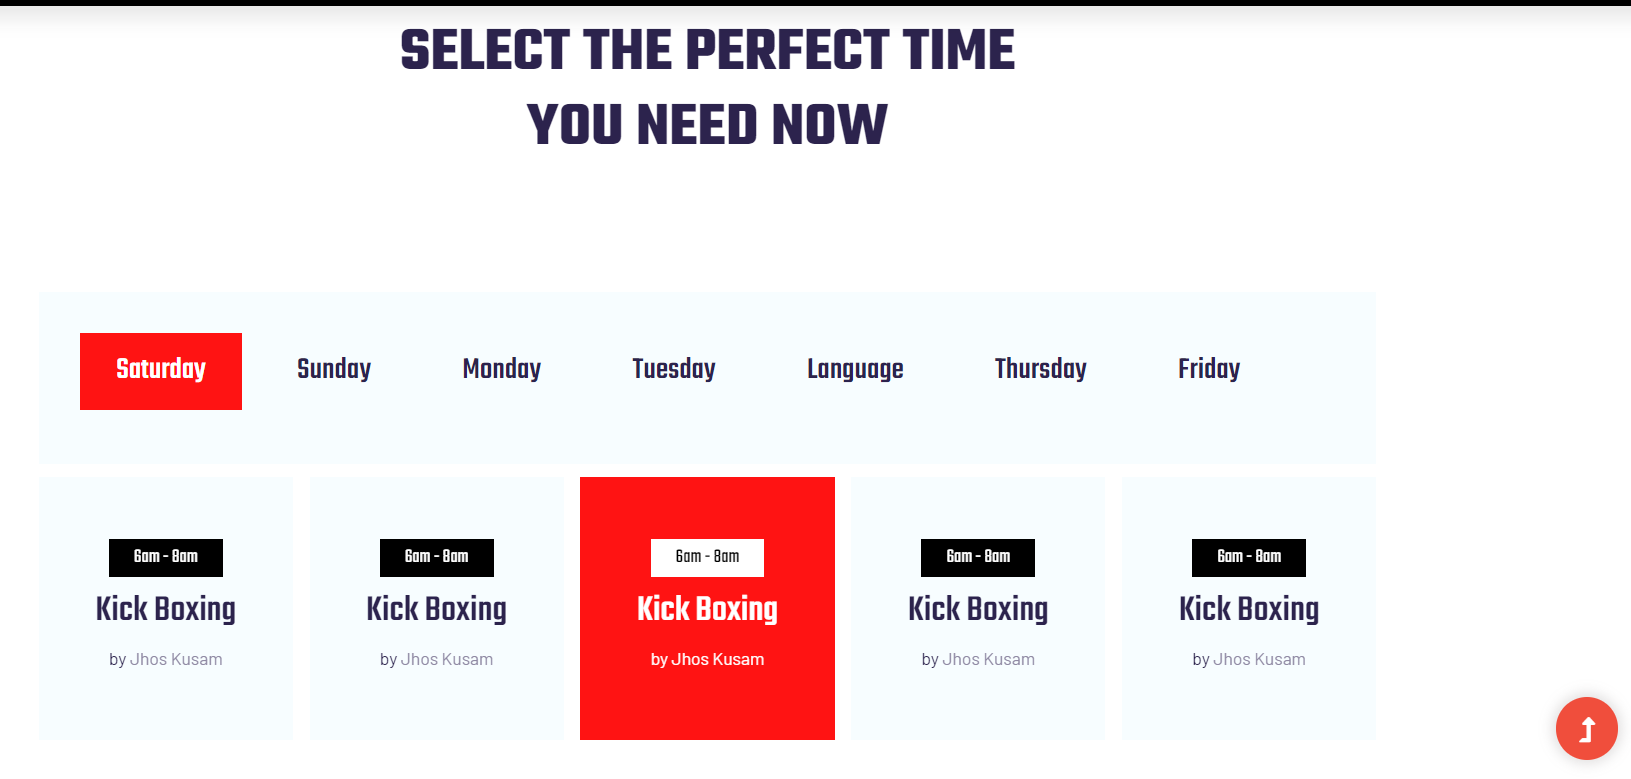 SELECT THE PERFECT TIME
YOU NEED NOW
Saturday Sunday Monday Tuesday Language Thursday Friday
6am - 8am 6am - 8am 6am - 8am 6am - 8am 6am - 8am
Kick Boxing Kick Boxing Kick Boxing Kick Boxing Kick Boxing
by Jhos Kusam by Jhos Kusam by Jhos Kusam by Jhos Kusam by Jhos Kusam